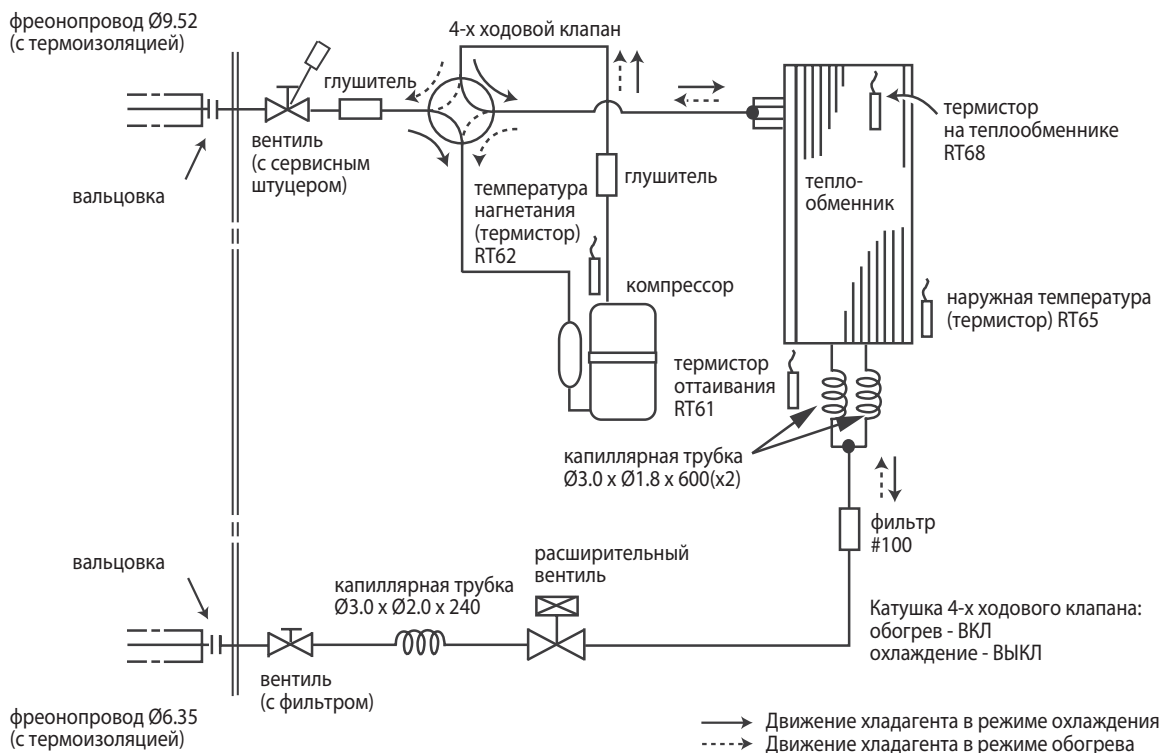 фреонопровод Ø9.52
(с термоизоляцией)
4-х ходовой клапан
глушитель
вентиль
(с сервисным
штуцером)
вальцовка
температура
нагнетания
(термистор)
RT62
глушитель
компрессор
термистор
на теплообменнике
RT68
тепло-
обменник
наружная температура
(термистор) RT65
термистор
оттаивания
RT61
капиллярная трубка
Ø3.0 x Ø1.8 x 600(x2)
фильтр
#100
вальцовка
капиллярная трубка
Ø3.0 x Ø2.0 x 240
расширительный
вентиль
Катушка 4-х ходового клапана:
обогрев - ВКЛ
охлаждение - ВЫКЛ
вентиль
(с фильтром)
фреонопровод Ø6.35
(с термоизоляцией)
Движение хладагента в режиме охлаждения
Движение хладагента в режиме обогрева